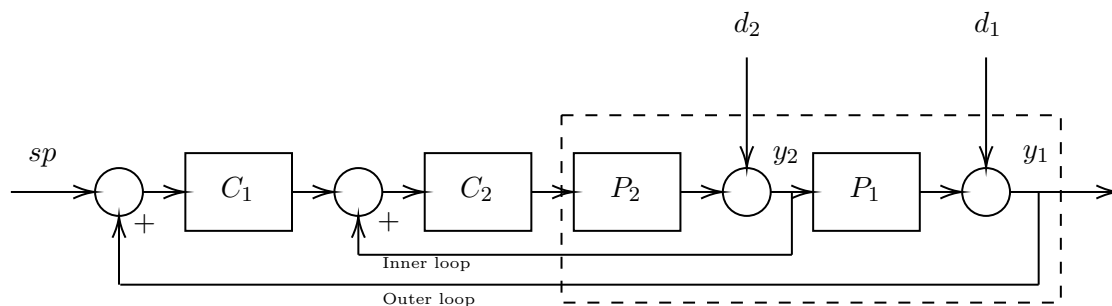 d₂ d₁
sp C₁ C₂ P₂ y₂ P₁ y₁
+ +
Inner loop
Outer loop